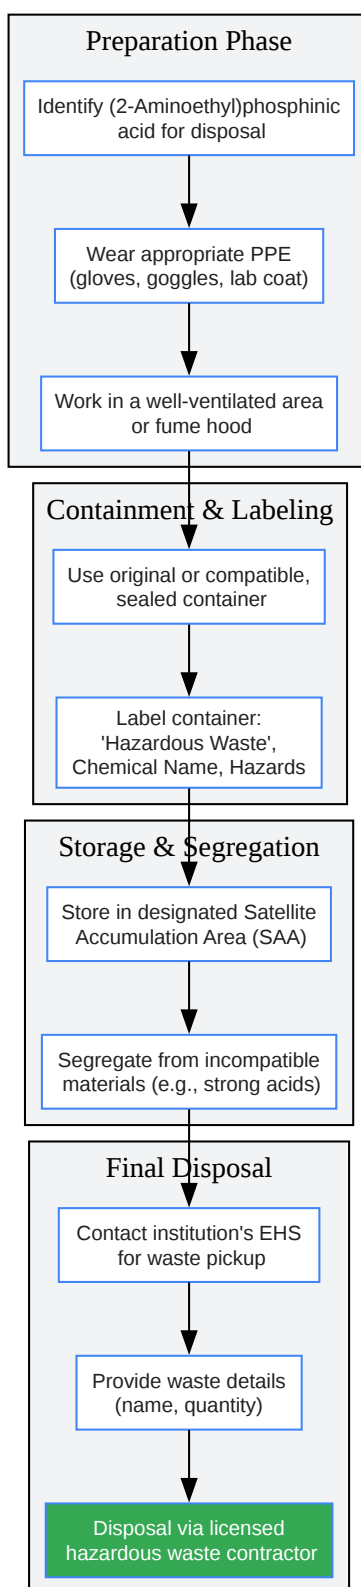 Preparation Phase
Identify (2-Aminoethyl)phosphinic
acid for disposal
Wear appropriate PPE
(gloves, goggles, lab coat)
Work in a well-ventilated area
or fume hood
Containment & Labeling
Use original or compatible,
sealed container
Label container:
'Hazardous Waste',
Chemical Name, Hazards
Storage & Segregation
Store in designated Satellite
Accumulation Area (SAA)
Segregate from incompatible
materials (e.g., strong acids)
Final Disposal
Contact institution's EHS
for waste pickup
Provide waste details
(name, quantity)
Disposal via licensed
hazardous waste contractor